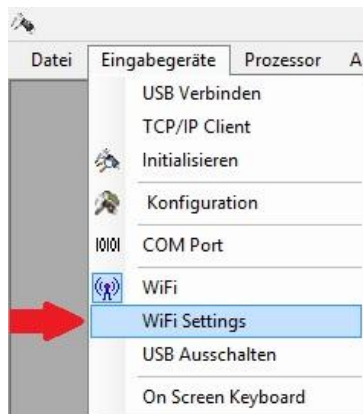 Datei Eingabegeräte Prozessor A
USB Verbinden
TCP/IP Client
Initialisieren
Konfiguration
IOIOI COM Port
WiFi
WiFi Settings
USB Ausschalten
On Screen Keyboard